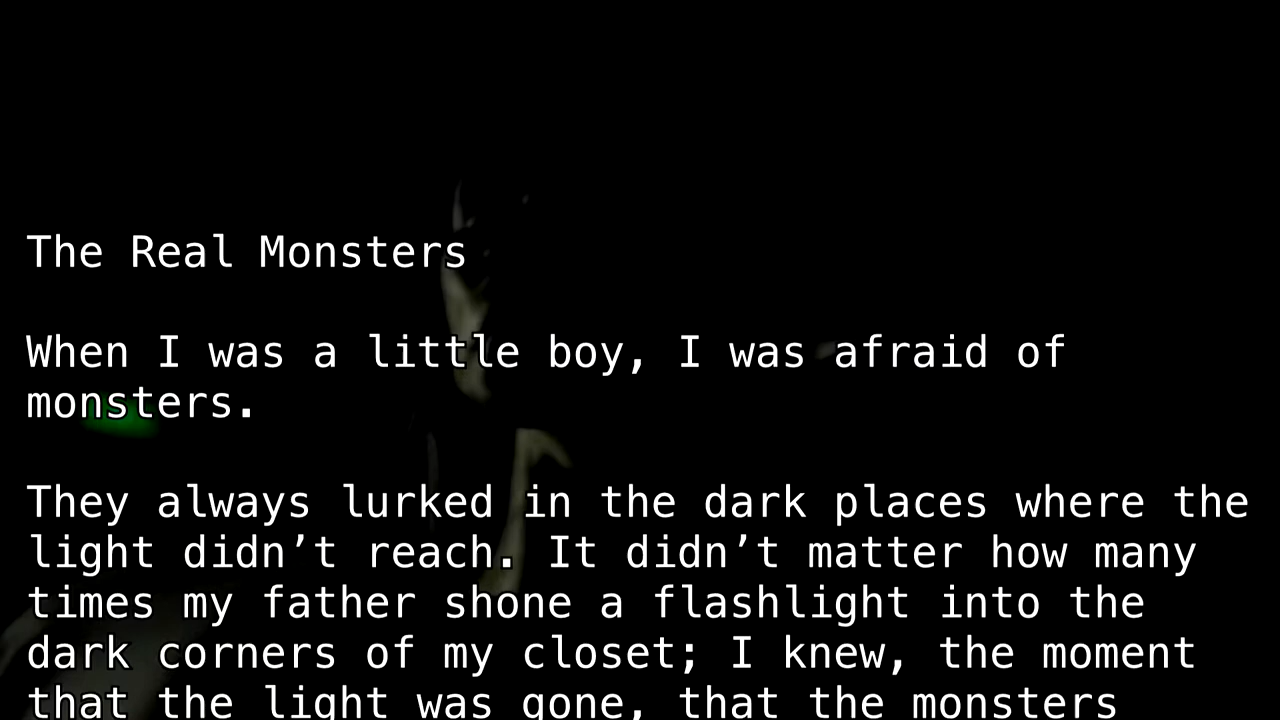 The Real Monsters
When I was a little boy, I was afraid of
monsters.
They always lurked in the dark places where the
light didn’t reach. It didn’t matter how many
times my father shone a flashlight into the
dark corners of my closet; I knew, the moment
that the light was gone, that the monsters